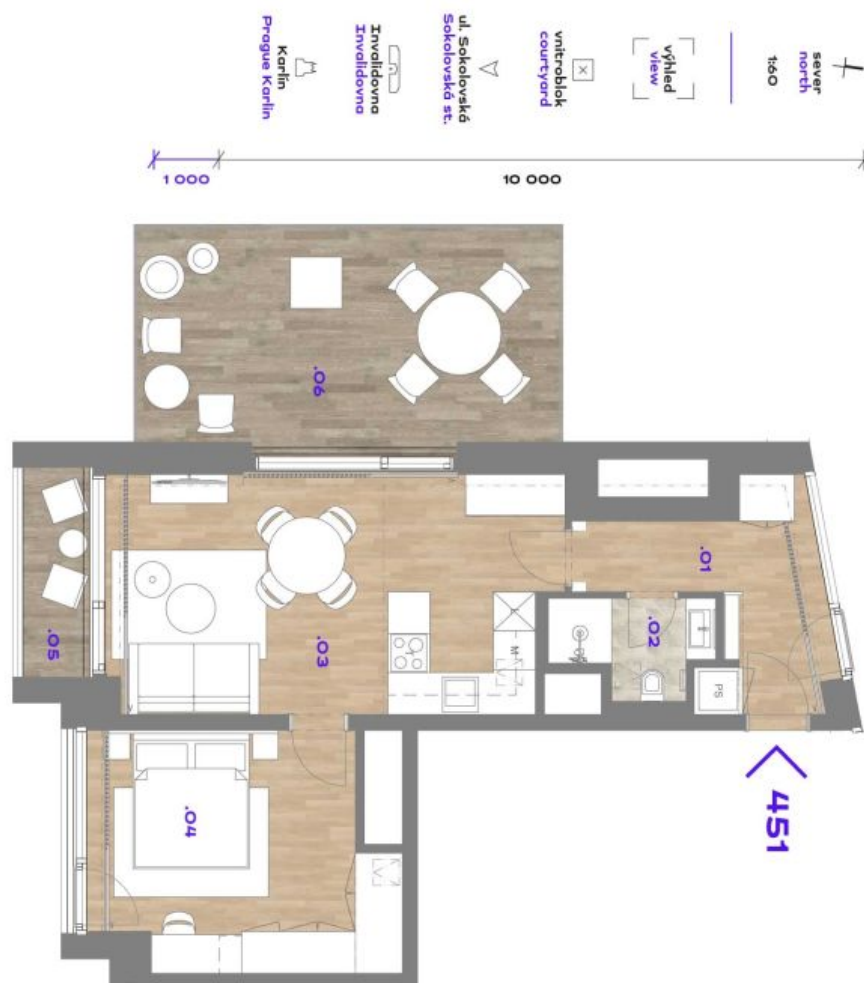 sever
north
1:60
výhled
view
vnitroblok
courtyard
ul. Sokolovská
Sokolovská st.
Invalidovna
Invalidovna
Karlín
Prague Karlin
10 000
1 000
.06
.01
.02
.03
.05
.04
M
PS
451